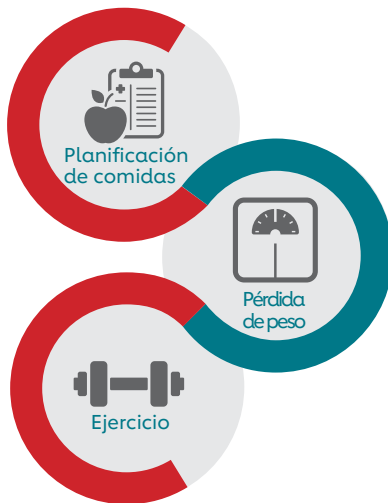 Planificación
de comidas
Pérdida
de peso
Ejercicio